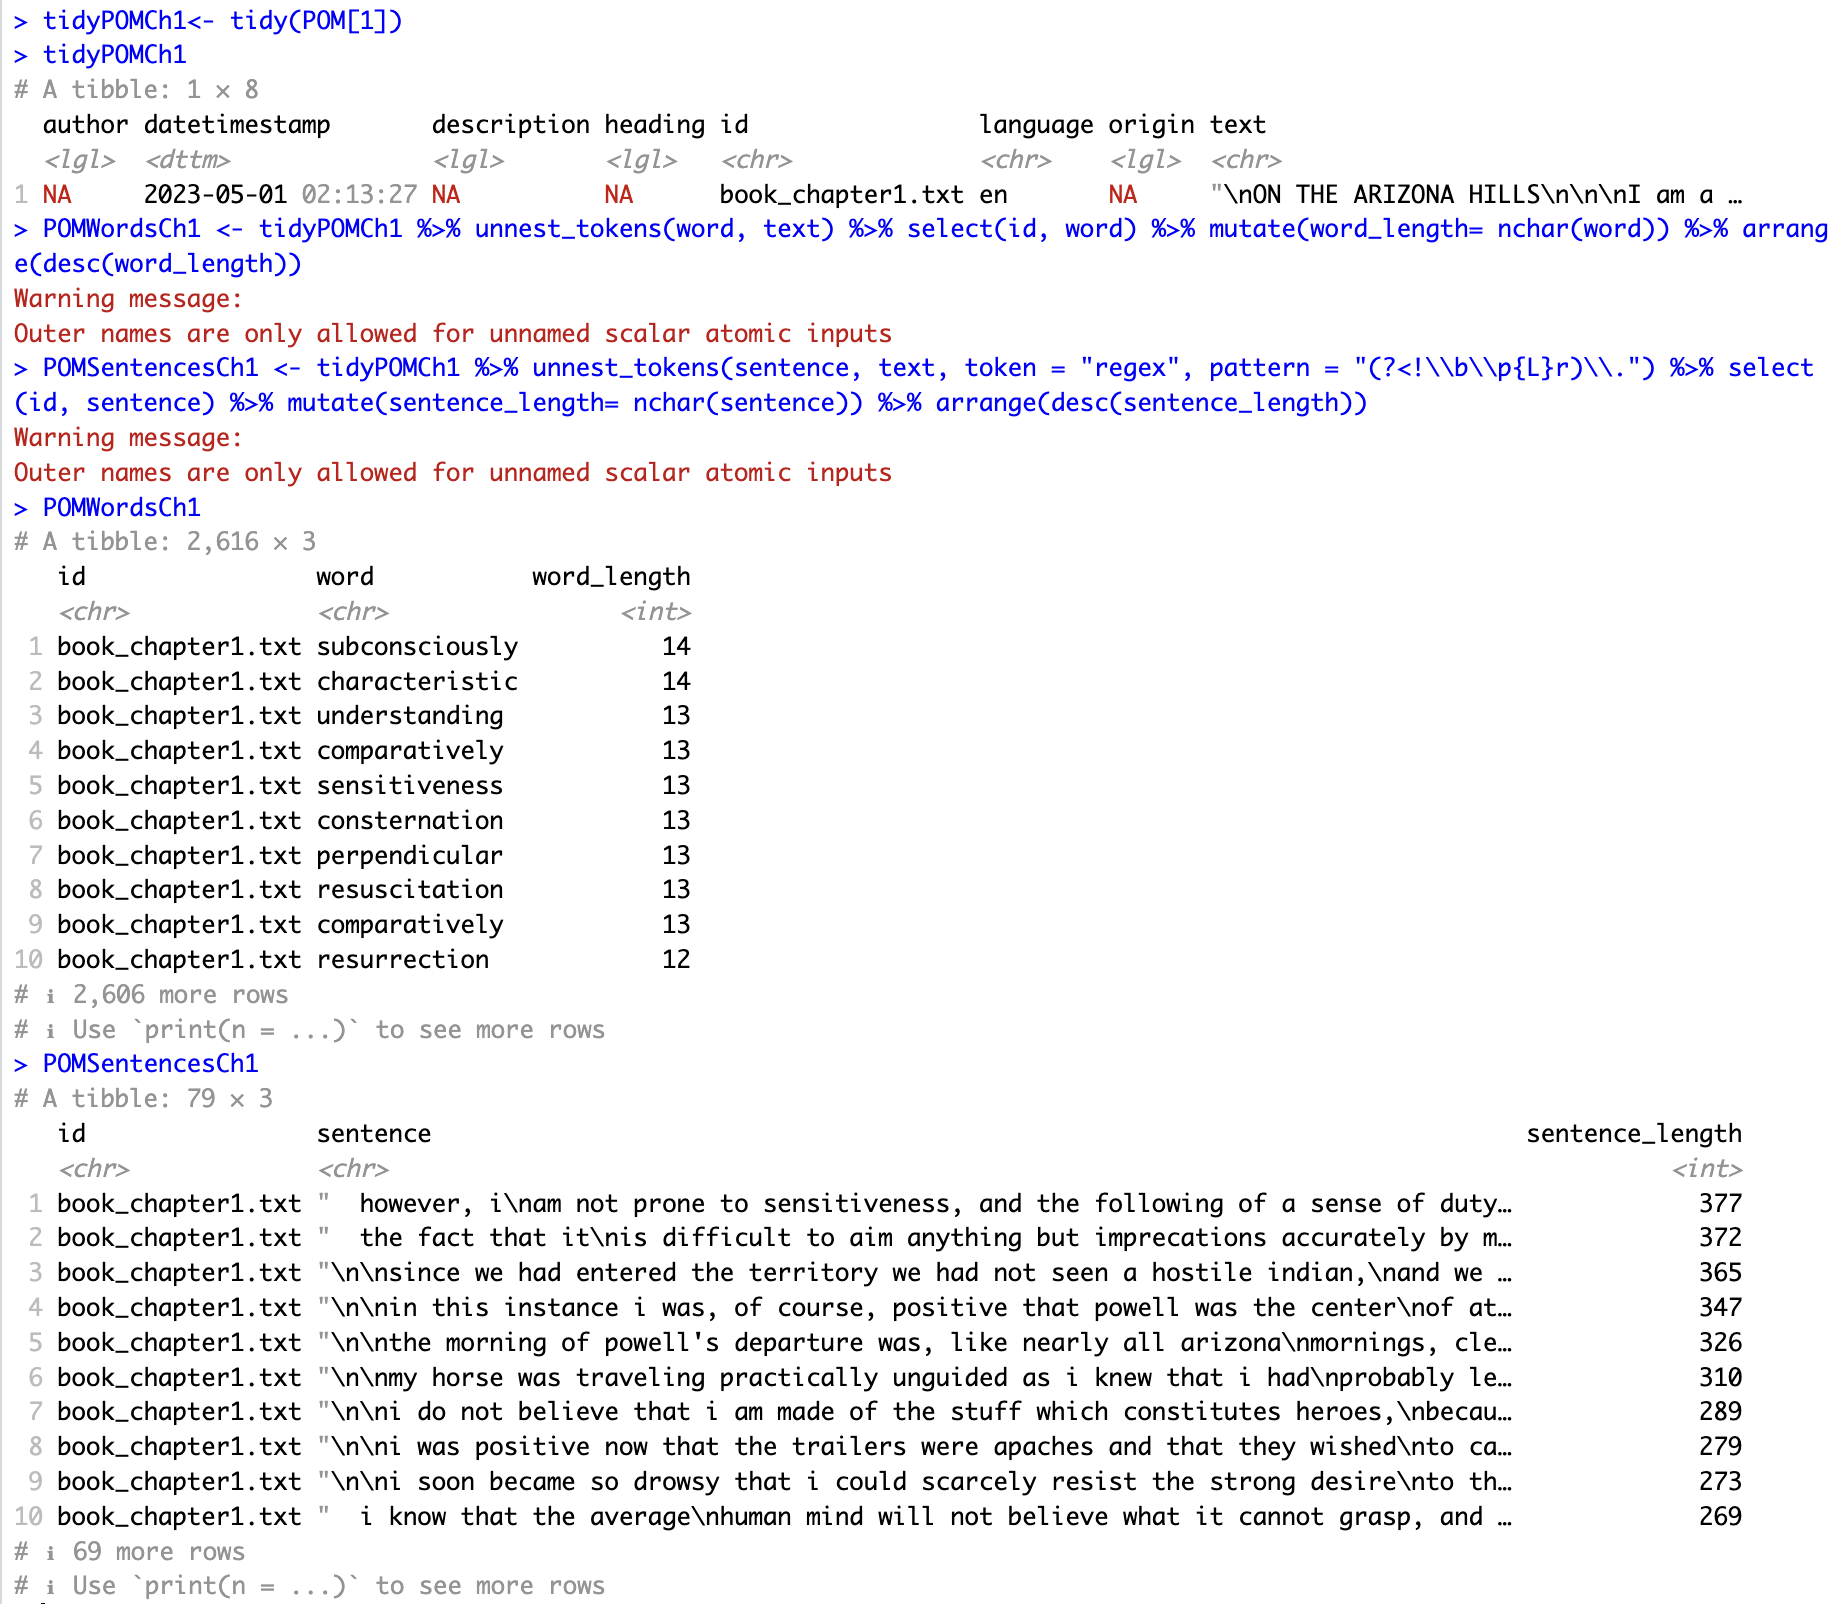 > tidyPOMCh1<- tidy(POM[1])
> tidyPOMCh1
# A tibble: 1 × 8
  author datetimestamp       description heading id                language origin text
  <lgl>  <dttm>              <lgl>       <lgl>   <chr>             <chr>    <lgl>  <chr>
1 NA     2023-05-01 02:13:27 NA          NA      book_chapter1.txt en       NA     "\nON THE ARIZONA HILLS\n\n\nI am a …
> POMWordsCh1 <- tidyPOMCh1 %>% unnest_tokens(word, text) %>% select(id, word) %>% mutate(word_length= nchar(word)) %>% arrang
e(desc(word_length))
Warning message:
Outer names are only allowed for unnamed scalar atomic inputs
> POMSentencesCh1 <- tidyPOMCh1 %>% unnest_tokens(sentence, text, token = "regex", pattern = "(?<!\\b\\p{L}r)\\.") %>% select
(id, sentence) %>% mutate(sentence_length= nchar(sentence)) %>% arrange(desc(sentence_length))
Warning message:
Outer names are only allowed for unnamed scalar atomic inputs
> POMWordsCh1
# A tibble: 2,616 × 3
   id                word           word_length
   <chr>             <chr>                <int>
 1 book_chapter1.txt subconsciously          14
 2 book_chapter1.txt characteristic          14
 3 book_chapter1.txt understanding           13
 4 book_chapter1.txt comparatively           13
 5 book_chapter1.txt sensitiveness           13
 6 book_chapter1.txt consternation           13
 7 book_chapter1.txt perpendicular           13
 8 book_chapter1.txt resuscitation           13
 9 book_chapter1.txt comparatively           13
10 book_chapter1.txt resurrection            12
# ℹ 2,606 more rows
# ℹ Use `print(n = ...)` to see more rows
> POMSentencesCh1
# A tibble: 79 × 3
   id                sentence                                                                            sentence_length
   <chr>             <chr>                                                                                         <int>
 1 book_chapter1.txt "  however, i\nam not prone to sensitiveness, and the following of a sense of duty…             377
 2 book_chapter1.txt "  the fact that it\nis difficult to aim anything but imprecations accurately by m…             372
 3 book_chapter1.txt "\n\nsince we had entered the territory we had not seen a hostile indian,\nand we …             365
 4 book_chapter1.txt "\n\nin this instance i was, of course, positive that powell was the center\nof at…             347
 5 book_chapter1.txt "\n\nthe morning of powell's departure was, like nearly all arizona\nmornings, cle…             326
 6 book_chapter1.txt "\n\nmy horse was traveling practically unguided as i knew that i had\nprobably le…             310
 7 book_chapter1.txt "\n\ni do not believe that i am made of the stuff which constitutes heroes,\nbecau…             289
 8 book_chapter1.txt "\n\ni was positive now that the trailers were apaches and that they wished\nto ca…             279
 9 book_chapter1.txt "\n\ni soon became so drowsy that i could scarcely resist the strong desire\nto th…             273
10 book_chapter1.txt "  i know that the average\nhuman mind will not believe what it cannot grasp, and …             269
# ℹ 69 more rows
# ℹ Use `print(n = ...)` to see more rows